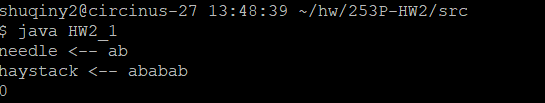 shuqiny2@circinus-27 13:48:39 ~/hw/253P-HW2/src
$ java HW2_1
needle <-- ab
haystack <-- ababab
0